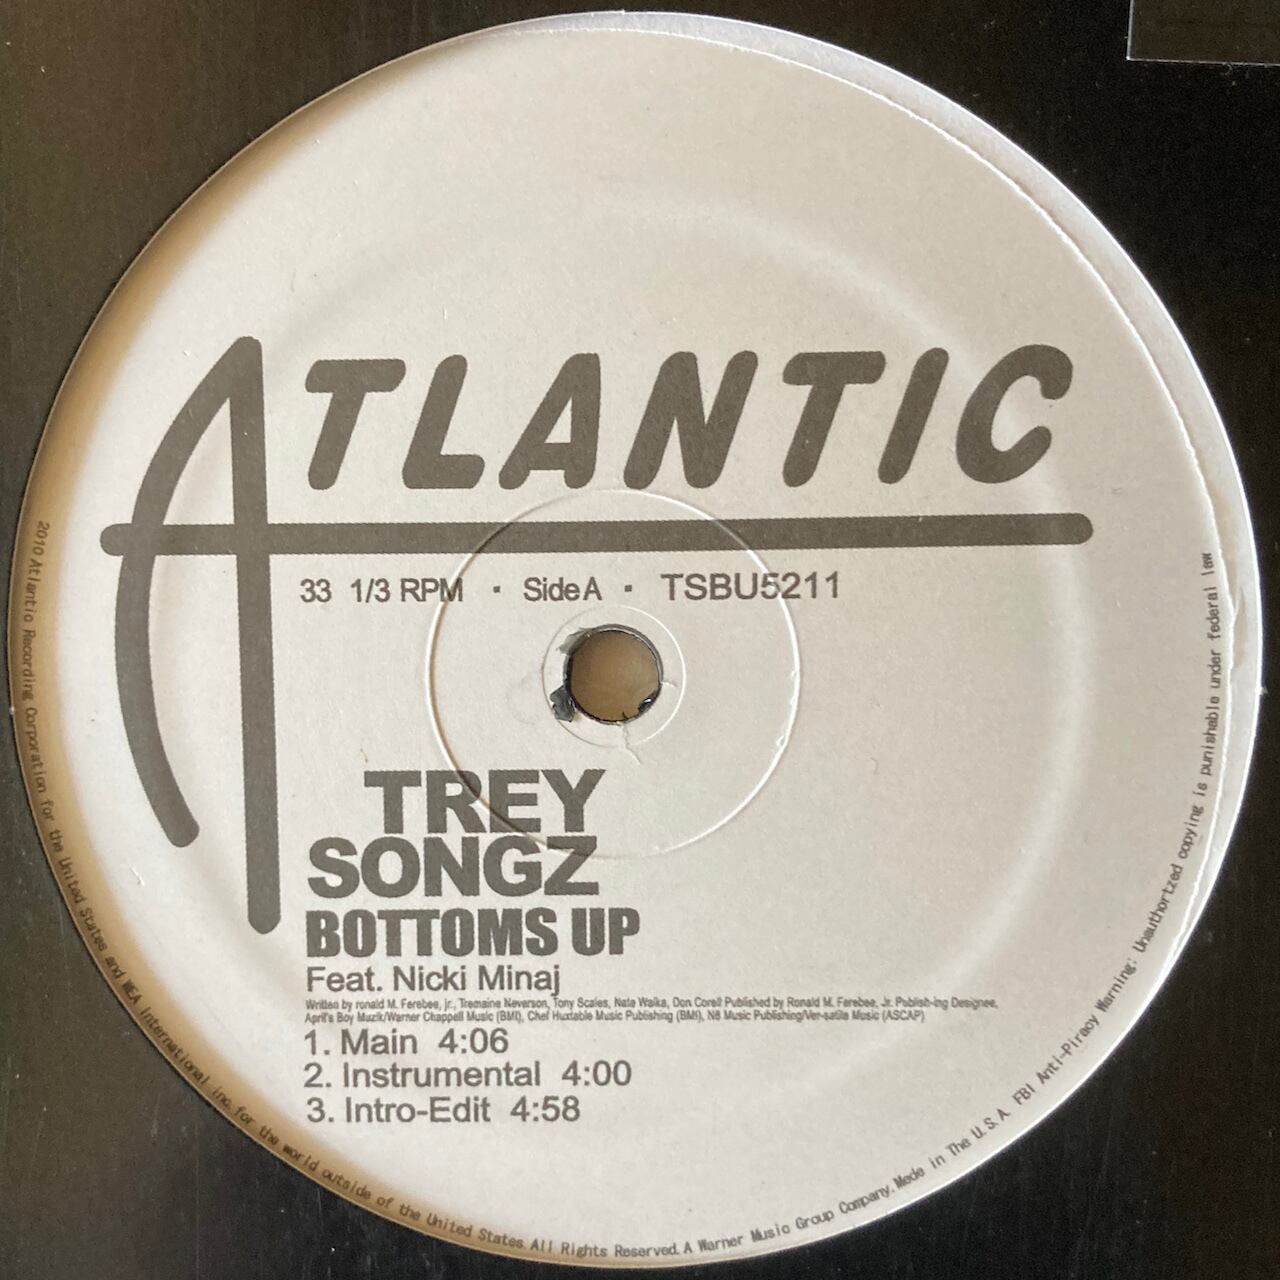 ATLANTIC
33 1/3 RPM · Side A · TSBU5211
TREY
SONGZ
BOTTOMS UP
Feat. Nicki Minaj
Written by ronald M. Ferebee, jr., Tremaine Neverson, Tony Scales, Nate Walka, Don Corell Published by Ronald M. Ferebee, Jr. Publish-ing Designee,
April's Boy Muzik/Warner Chappell Music (BMI), Chef Huxtable Music Publishing (BMI), N8 Music Publishing/Ver-satile Music (ASCAP)
1. Main 4:06
2. Instrumental 4:00
3. Intro-Edit 4:58
2010 Atlantic Recording Corporation for the United States and WEA International inc. for the world outside of the United States. All Rights Reserved. A Warner Music Group Company. Mede in The U.S.A. FBI Anti-Piracy Warning: Unauthortzed copying is punishable under federal law